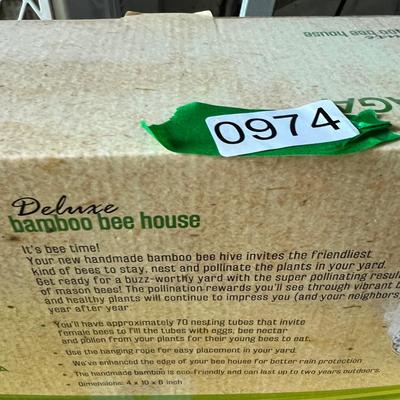 bee house
AGA
0974
Deluxe
bamboo bee house
It's bee time!
Your new handmade bamboo bee hive invites the friendliest
kind of bees to stay, nest and pollinate the plants in your yard.
Get ready for a buzz-worthy yard with the super pollinating result
of mason bees! The pollination rewards you'll see through vibrant
and healthy plants will continue to impress you (and your neighbors)
year after year.
• You'll have approximately 70 nesting tubes that invite
female bees to fill the tubes with eggs, bee nectar
and pollen from your plants for their young bees to eat.
• Use the hanging rope for easy placement in your yard.
• We've enhanced the edge of your bee house for better rain protection
• The handmade bamboo is eco-friendly and can last up to two years outdoors.
• Dimensions: 4 x 10 x 6 inch